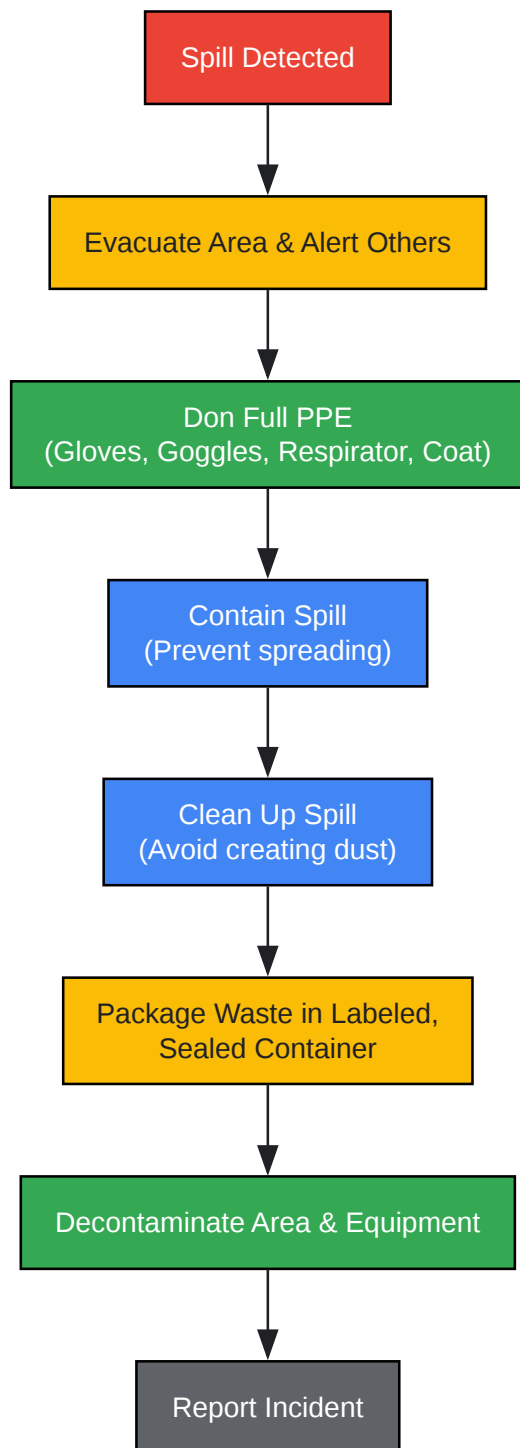 Spill Detected
Evacuate Area & Alert Others
Don Full PPE
(Gloves, Goggles, Respirator, Coat)
Contain Spill
(Prevent spreading)
Clean Up Spill
(Avoid creating dust)
Package Waste in Labeled,
Sealed Container
Decontaminate Area & Equipment
Report Incident